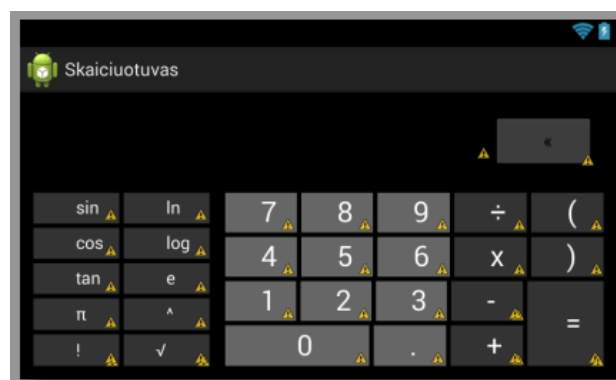 Skaiciuotuvas
«
sin ln 7 8 9 ÷ (
cos log 4 5 6 x )
tan e 1 2 3 - =
π ^ 0 . +
! √